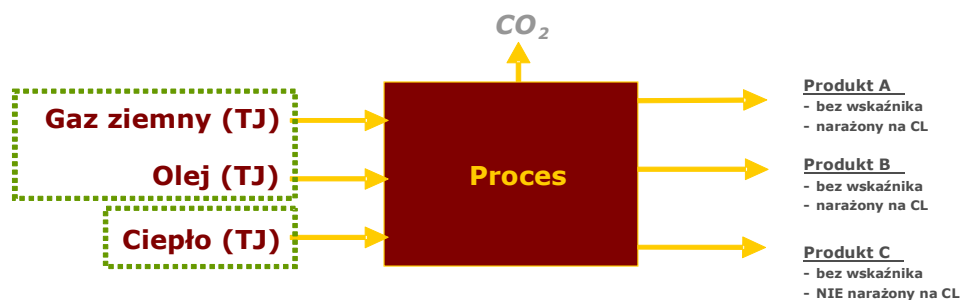 CO2
Gaz ziemny (TJ)
Olej (TJ)
Ciepło (TJ)
Proces
Produkt A
- bez wskaźnika
- narażony na CL
Produkt B
- bez wskaźnika
- narażony na CL
Produkt C
- bez wskaźnika
- NIE narażony na CL